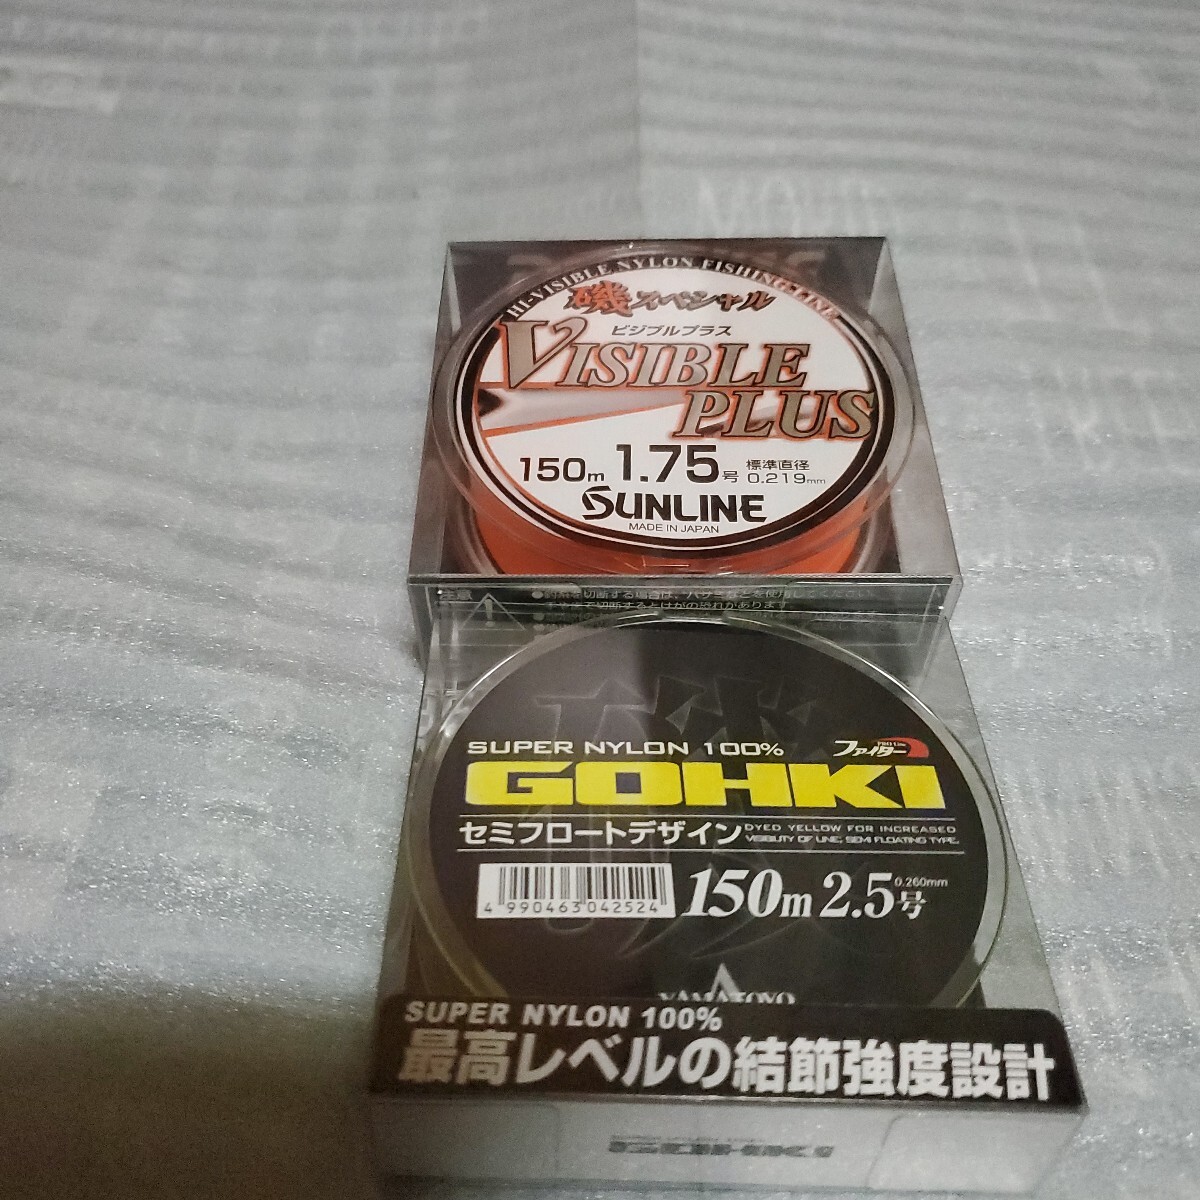 HI-VISIBLE NYLON FISHING LINE
磯スペシャル
ビジブルプラス
VISIBLE
PLUS
150m 1.75号 標準直径
0.219mm
SUNLINE
MADE IN JAPAN
注意
SUPER NYLON 100%
PRO Line
ファイター
GOHKI
セミフロートデザイン
DYED YELLOW FOR INCREASED
VISIBILITY OF LINE, SEMI FLOATING TYPE.
4 990463 042524
150m 2.5号
0.260mm
YAMATOYO
SUPER NYLON 100%
最高レベルの結節強度設計
GOHKI